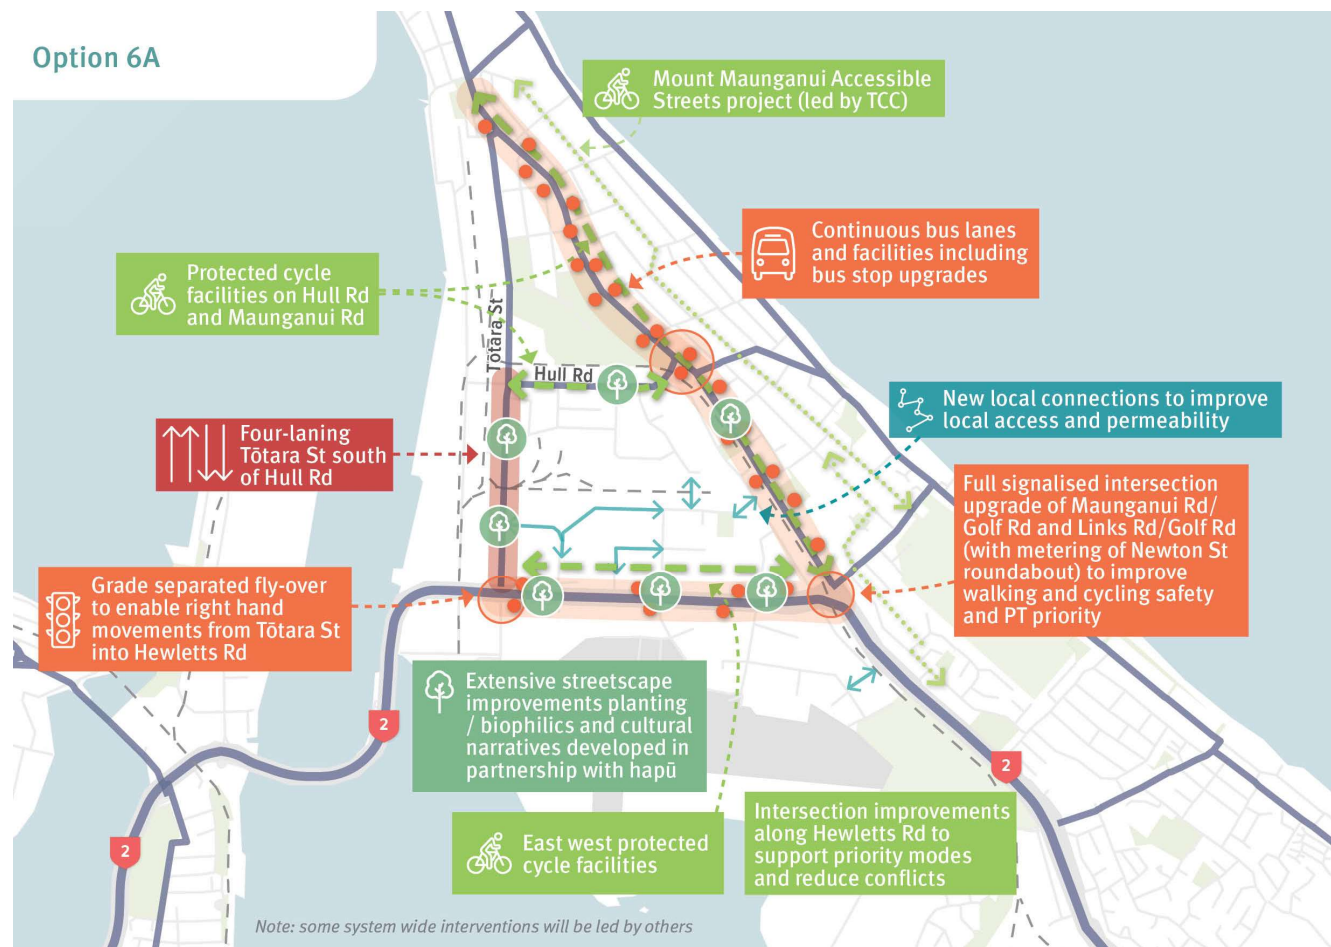 Option 6A
Mount Maunganui Accessible
Streets project (led by TCC)
Continuous bus lanes
and facilities including
bus stop upgrades
Protected cycle
facilities on Hull Rd
and Maunganui Rd
Tōtara St
Hull Rd
New local connections to improve
local access and permeability
Four-laning
Tōtara St south
of Hull Rd
Full signalised intersection
upgrade of Maunganui Rd/
Golf Rd and Links Rd/Golf Rd
(with metering of Newton St
roundabout) to improve
walking and cycling safety
and PT priority
Grade separated fly-over
to enable right hand
movements from Tōtara St
into Hewletts Rd
Extensive streetscape
improvements planting
/ biophilics and cultural
narratives developed in
partnership with hapū
2
2
2
East west protected
cycle facilities
Intersection improvements
along Hewletts Rd to
support priority modes
and reduce conflicts
Note: some system wide interventions will be led by others